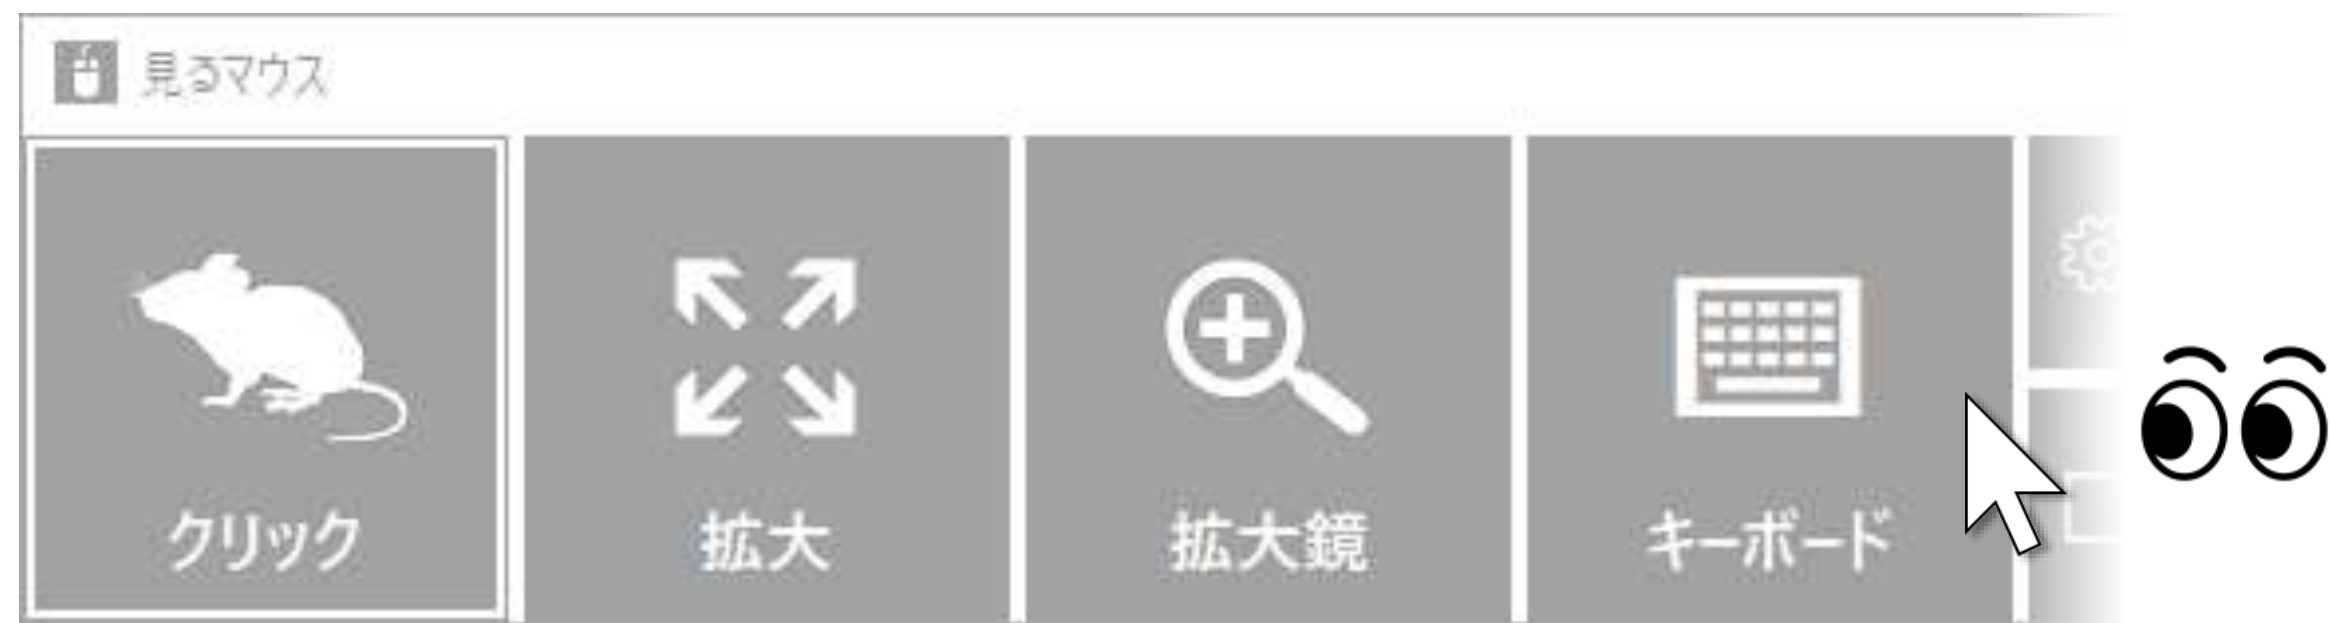 見るマウス
クリック
拡大
拡大鏡
キーボード